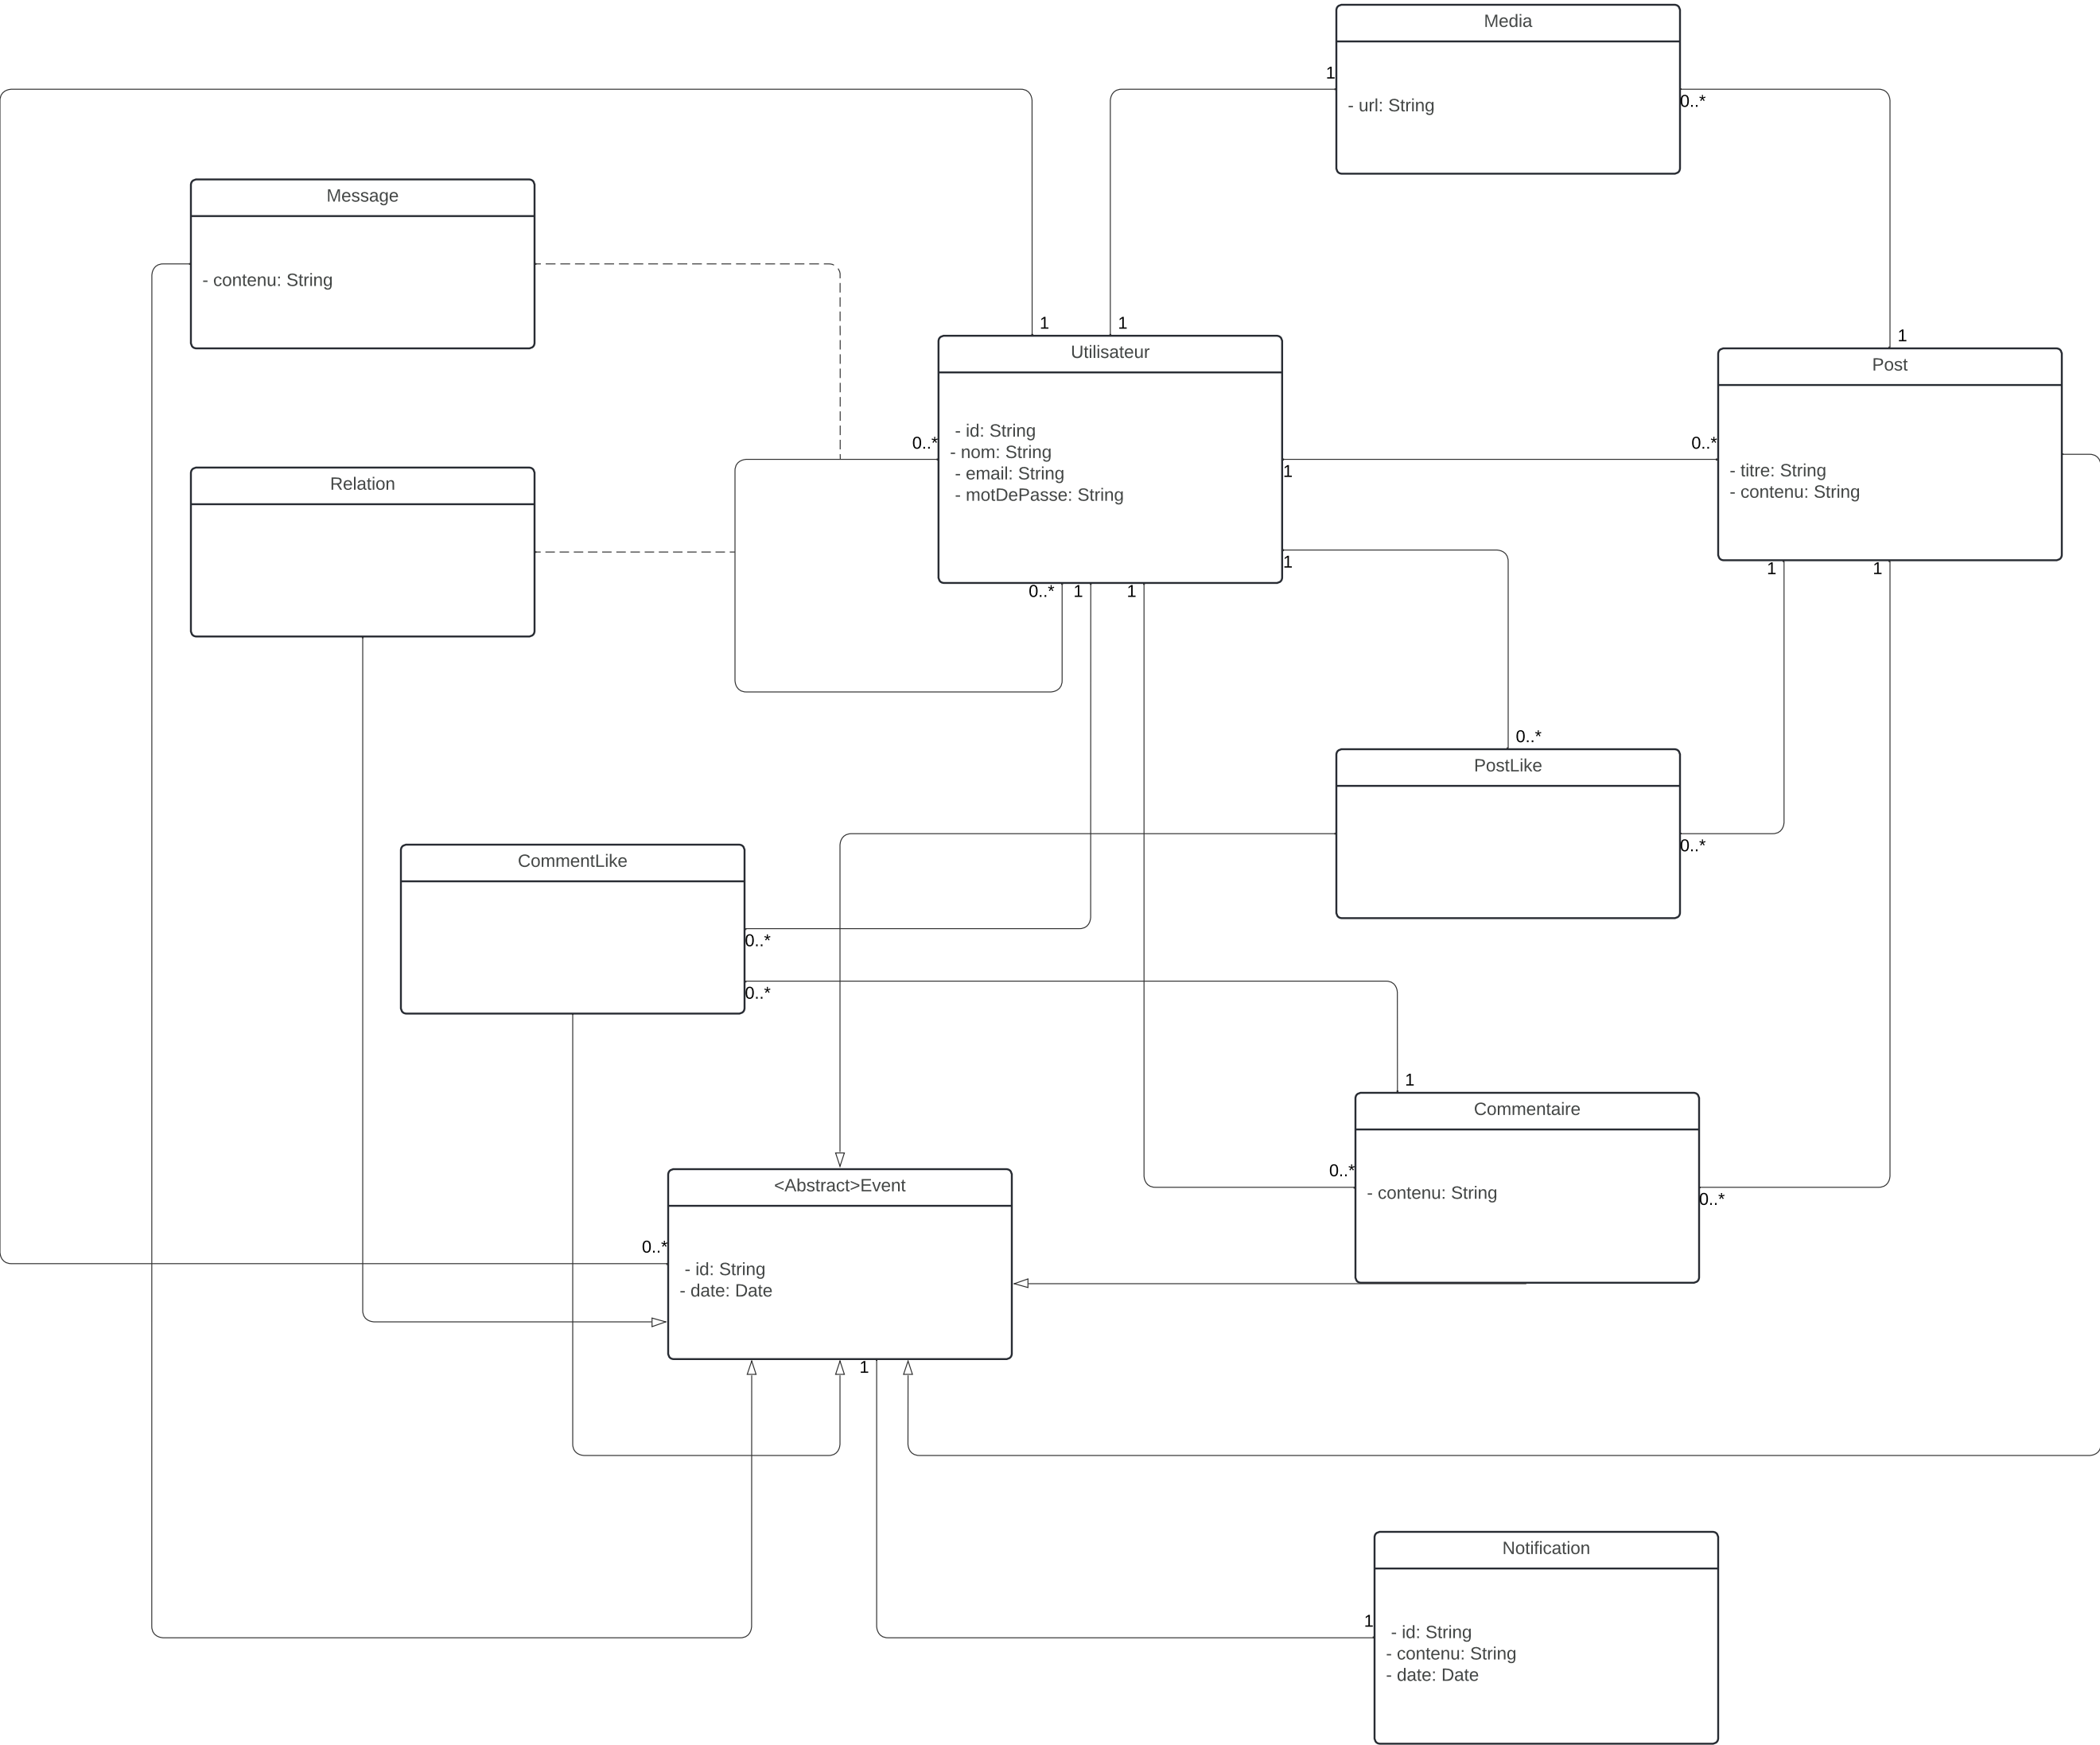 Media
1
- url: String
0..*
Message
- contenu: String
1
1
1
Utilisateur
Post
- id: String
0..*
- nom: String
0..*
- email: String
1
- titre: String
- motDePasse: String
- contenu: String
Relation
1
0..*
1
1
1
1
0..*
PostLike
0..*
CommentLike
0..*
0..*
1
Commentaire
0..*
- contenu: String
0..*
<Abstract>Event
0..*
- id: String
- date: Date
1
Notification
1
- id: String
- contenu: String
- date: Date